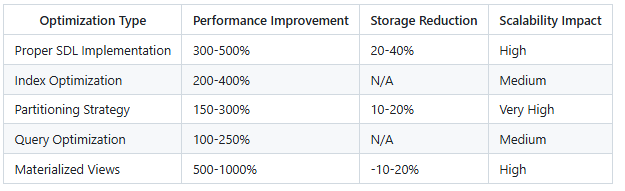 Optimization Type Performance Improvement Storage Reduction Scalability Impact
Proper SDL Implementation 300-500% 20-40% High
Index Optimization 200-400% N/A Medium
Partitioning Strategy 150-300% 10-20% Very High
Query Optimization 100-250% N/A Medium
Materialized Views 500-1000% -10-20% High